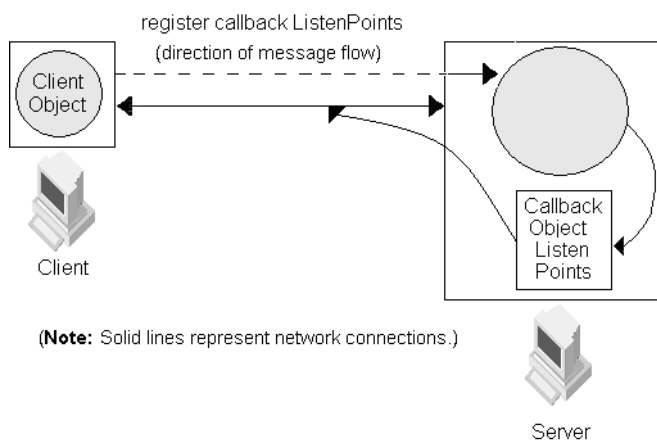 register callback ListenPoints
(direction of message flow)
Client
Object
Callback
Object
Listen
Points
Client
(Note: Solid lines represent network connections.)
Server